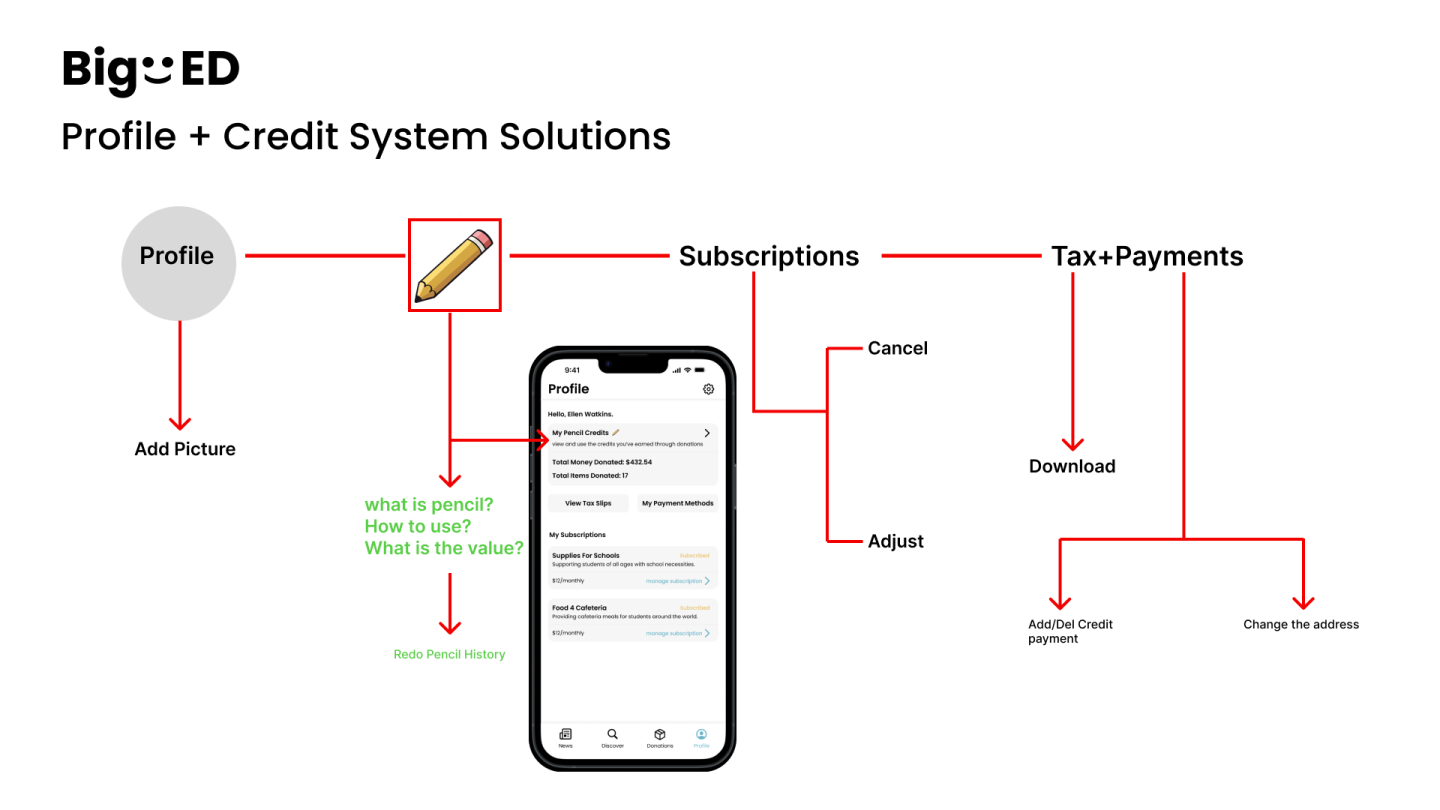 Big ED
Profile + Credit System Solutions
Profile
Subscriptions
Tax+Payments
Add Picture
what is pencil?
How to use?
What is the value?
Redo Pencil History
9:41
Profile
Hello, Ellen Watkins.
My Pencil Credits
view and use the credits you've earned through donations
Total Money Donated: $432.54
Total Items Donated: 17
View Tax Slips
My Payment Methods
My Subscriptions
Supplies For Schools
Subscribed
Supporting students of all ages with school necessities.
$12/monthly
manage subscription
Food 4 Cafeteria
Subscribed
Providing cafeteria meals for students around the world.
$12/monthly
manage subscription
News
Discover
Donations
Profile
Cancel
Adjust
Download
Add/Del Credit
payment
Change the address